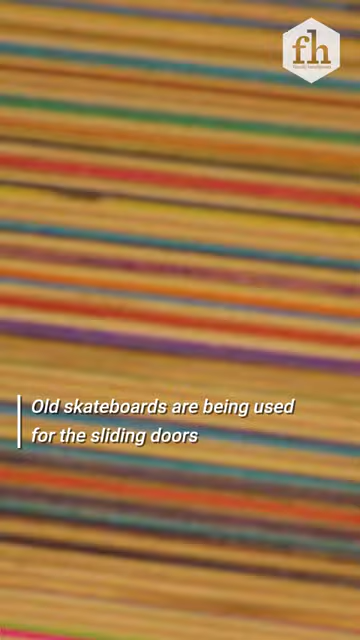 fh
Old skateboards are being used
for the sliding doors